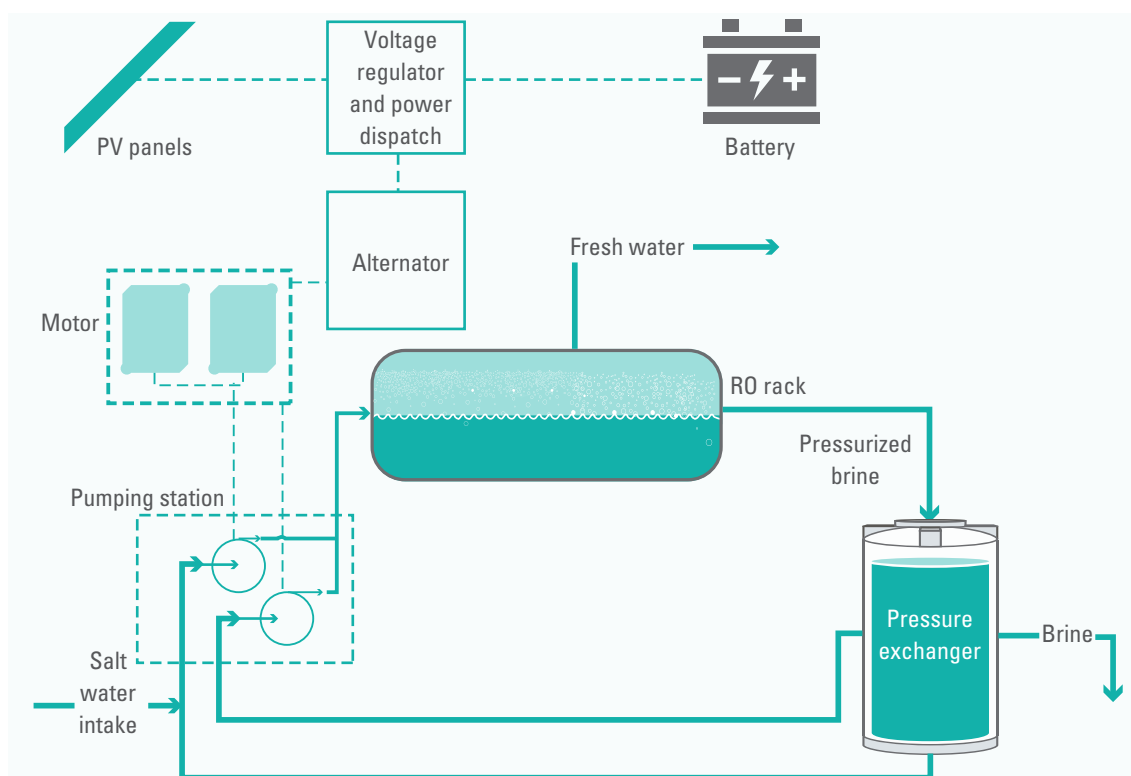 Voltage
regulator
and power
dispatch
PV panels
Battery
Alternator
Fresh water
Motor
RO rack
Pressurized
brine
Pumping station
Pressure
exchanger
Brine
Salt
water
intake